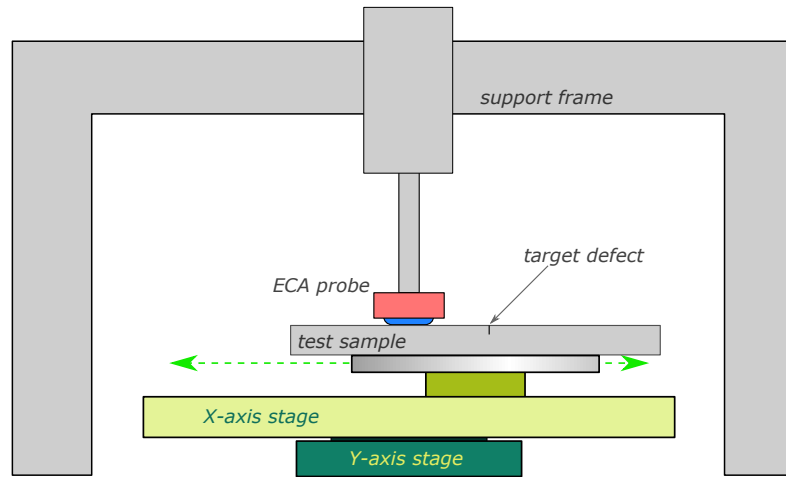 support frame
target defect
ECA probe
test sample
X-axis stage
Y-axis stage